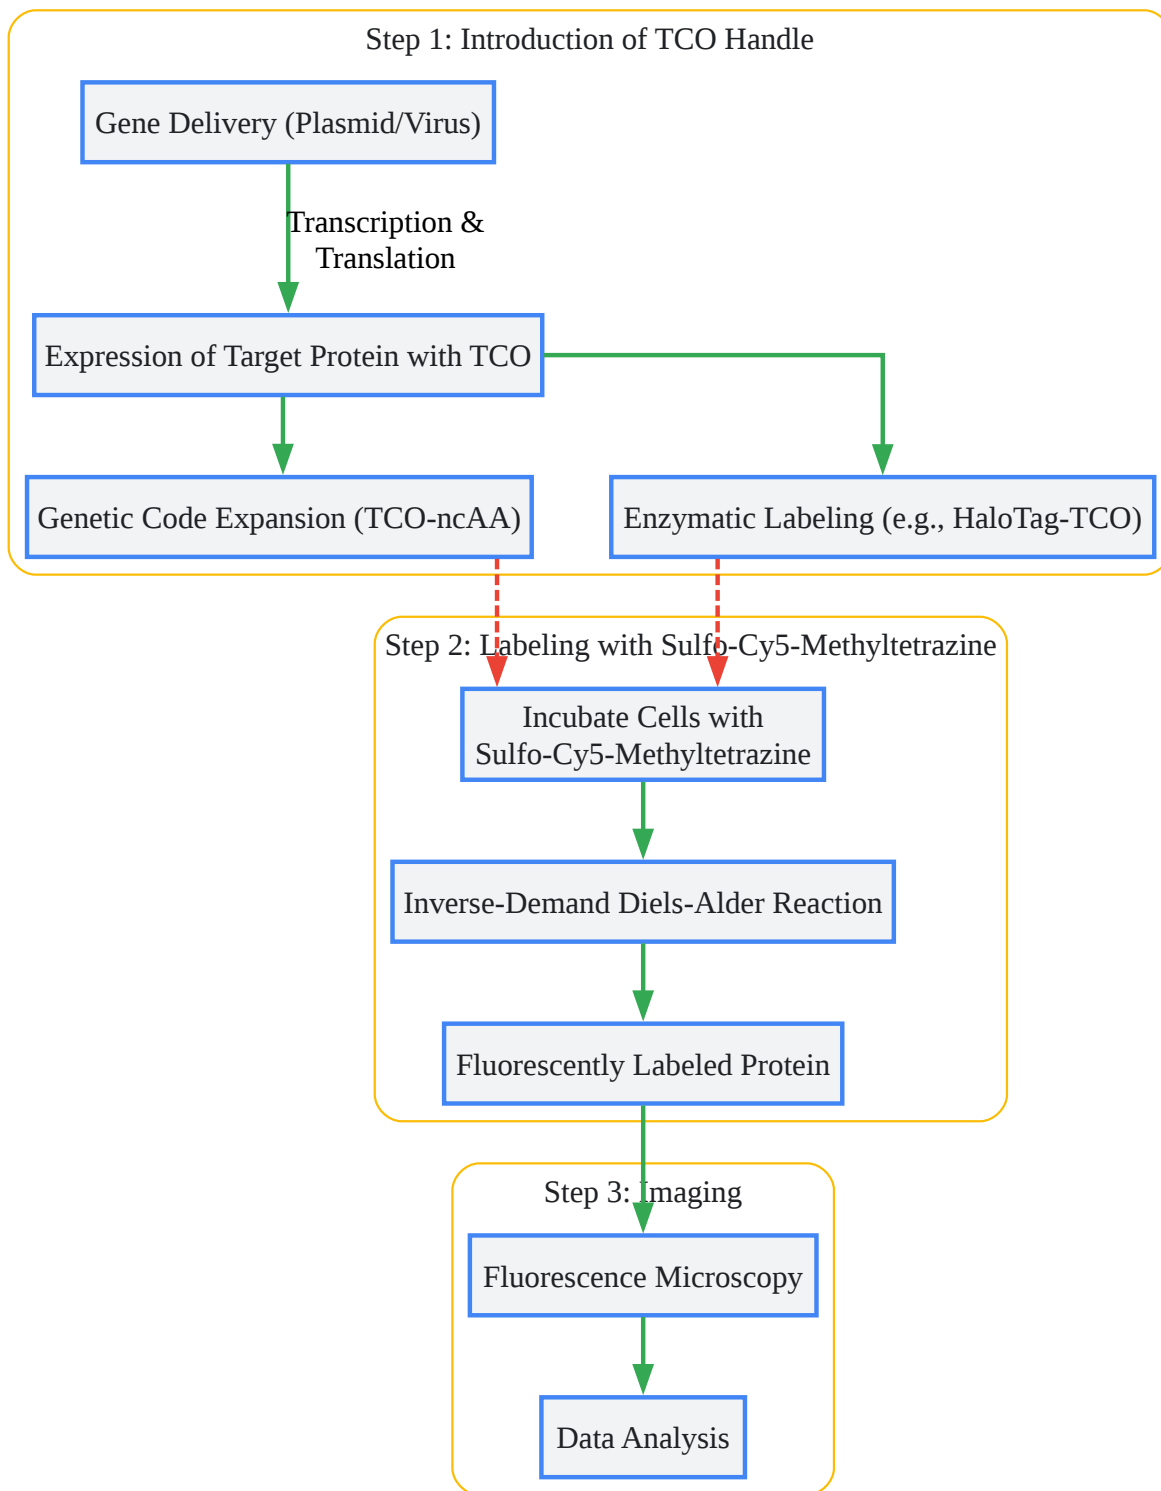 Step 1: Introduction of TCO Handle
Gene Delivery (Plasmid/Virus)
Transcription &
Translation
Expression of Target Protein with TCO
Genetic Code Expansion (TCO-ncAA)
Enzymatic Labeling (e.g., HaloTag-TCO)
Step 2: Labeling with Sulfo-Cy5-Methyltetrazine
Incubate Cells with
Sulfo-Cy5-Methyltetrazine
Inverse-Demand Diels-Alder Reaction
Fluorescently Labeled Protein
Step 3: Imaging
Fluorescence Microscopy
Data Analysis